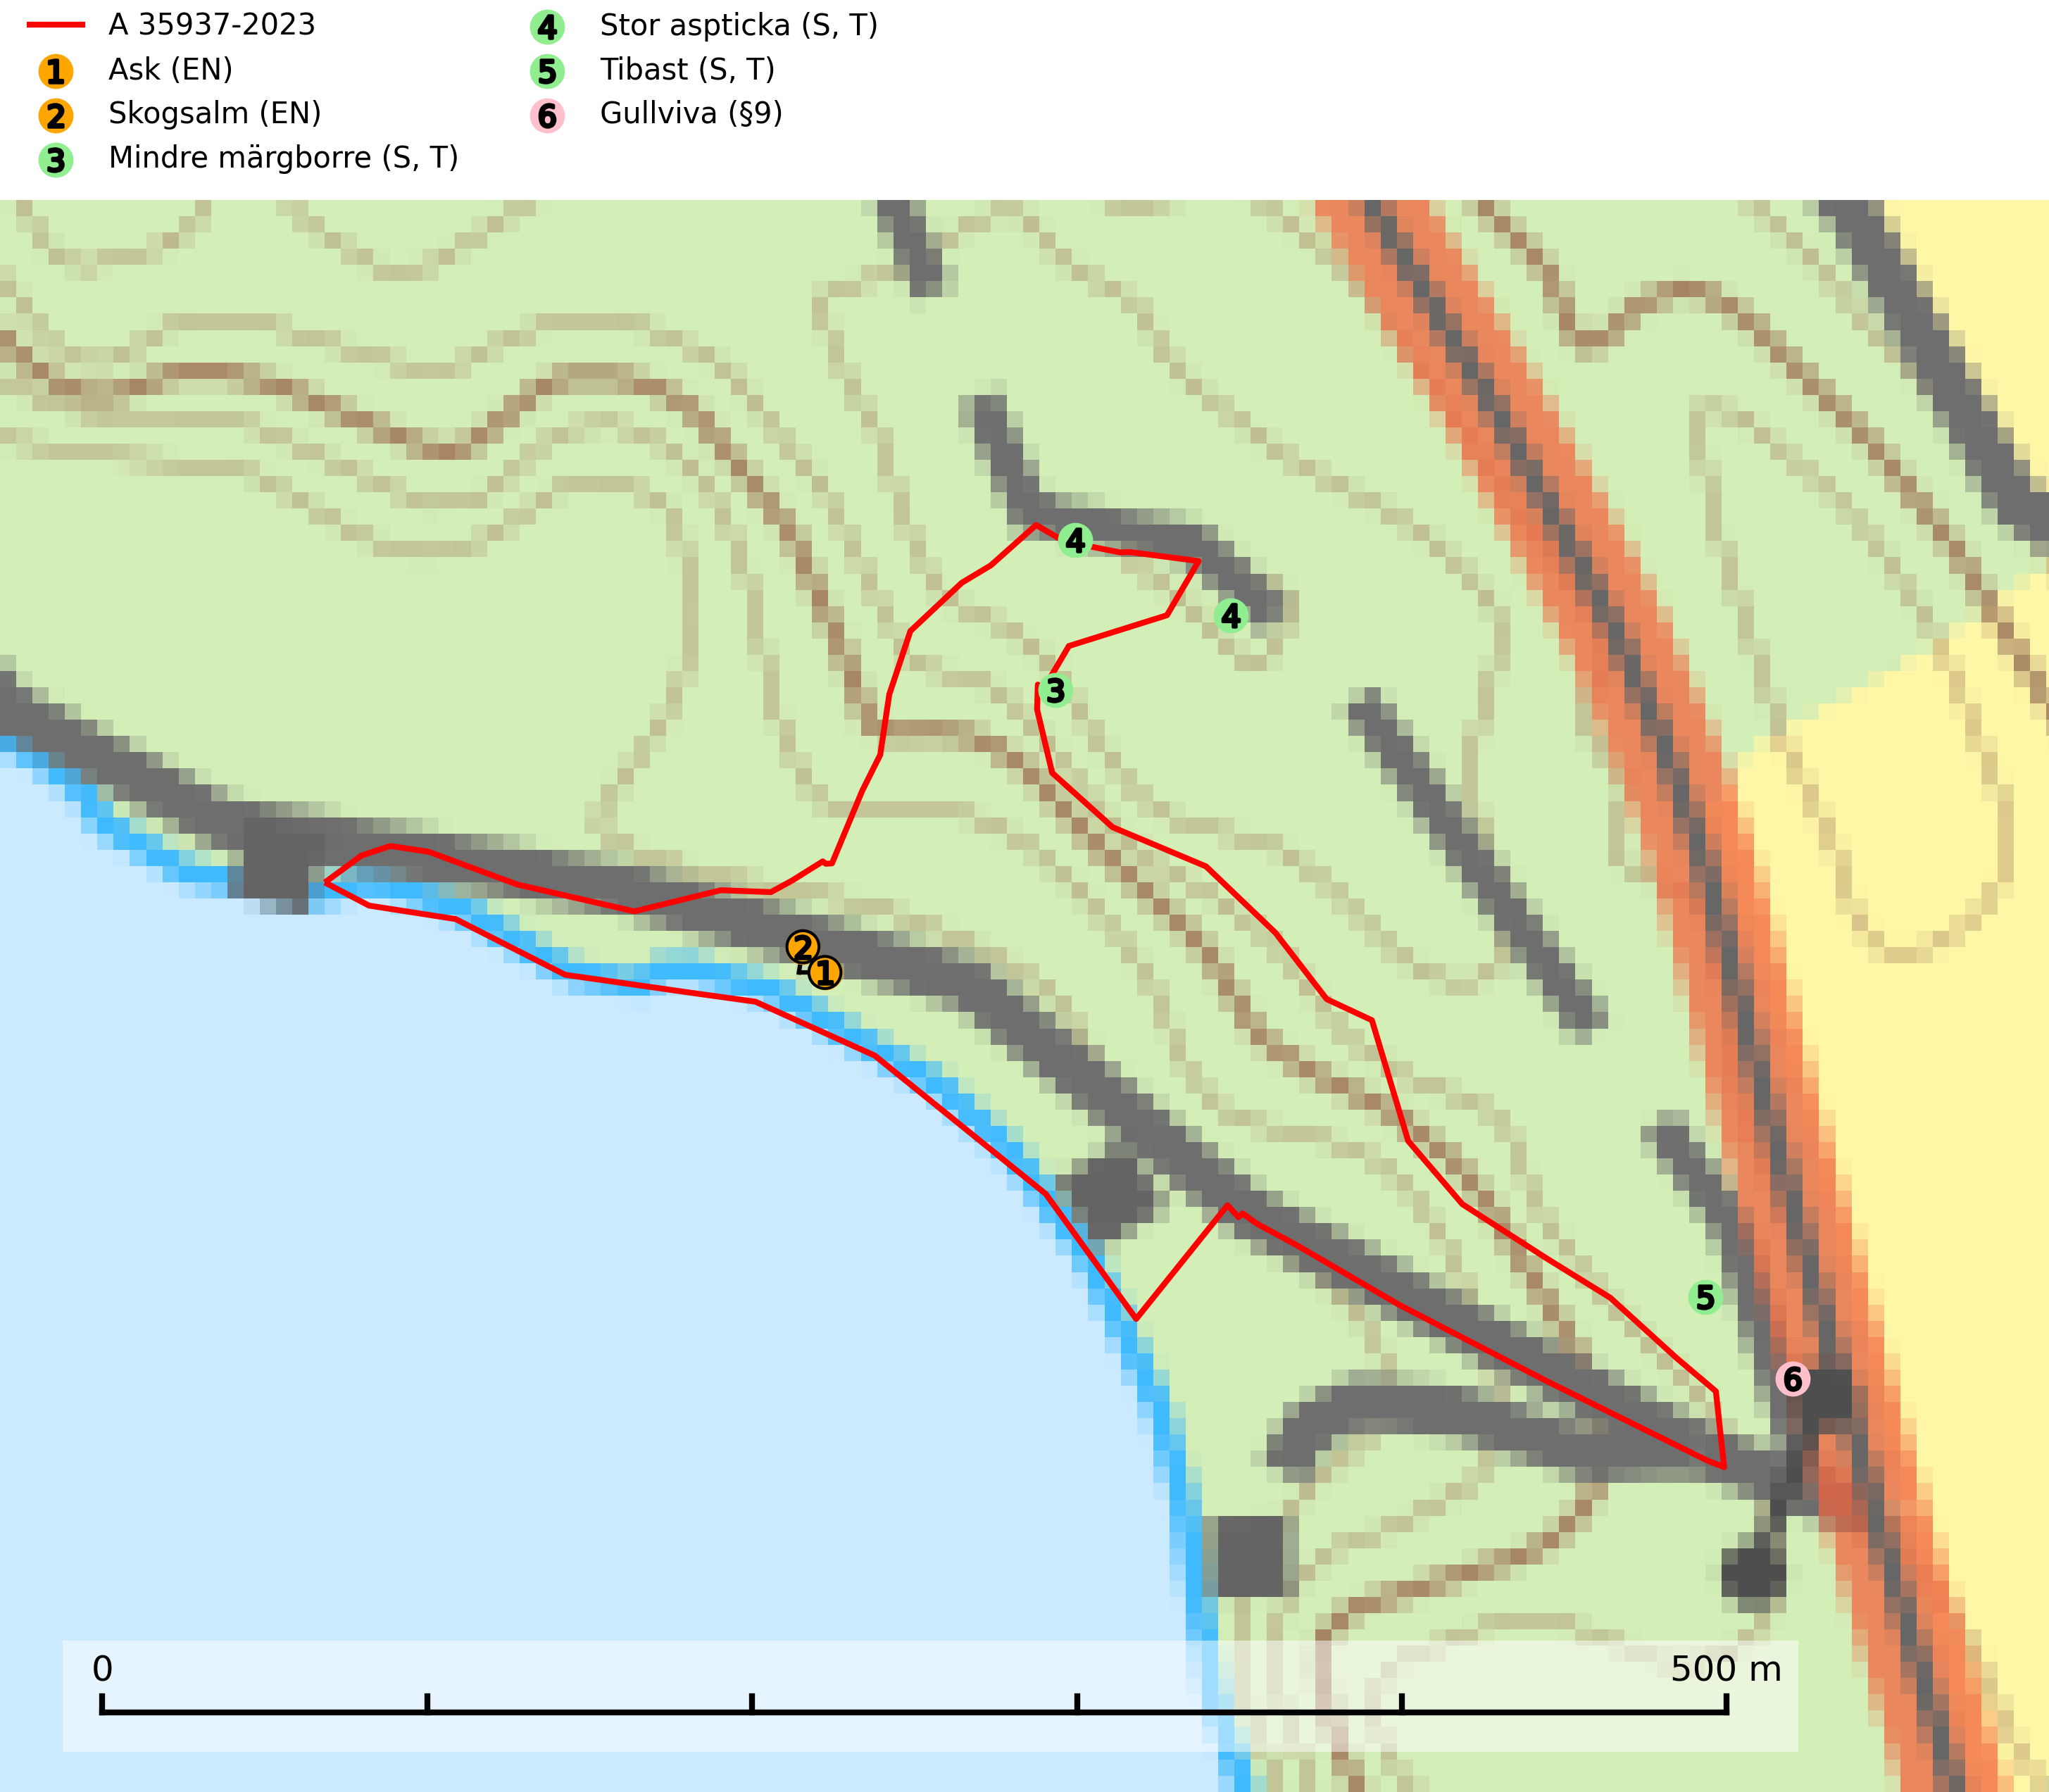 A 35937-2023
1 Ask (EN)
2 Skogsalm (EN)
3 Mindre märgborre (S, T)
4 Stor aspticka (S, T)
5 Tibast (S, T)
6 Gullviva (§9)
4
4
3
2
1
5
6
0 500 m